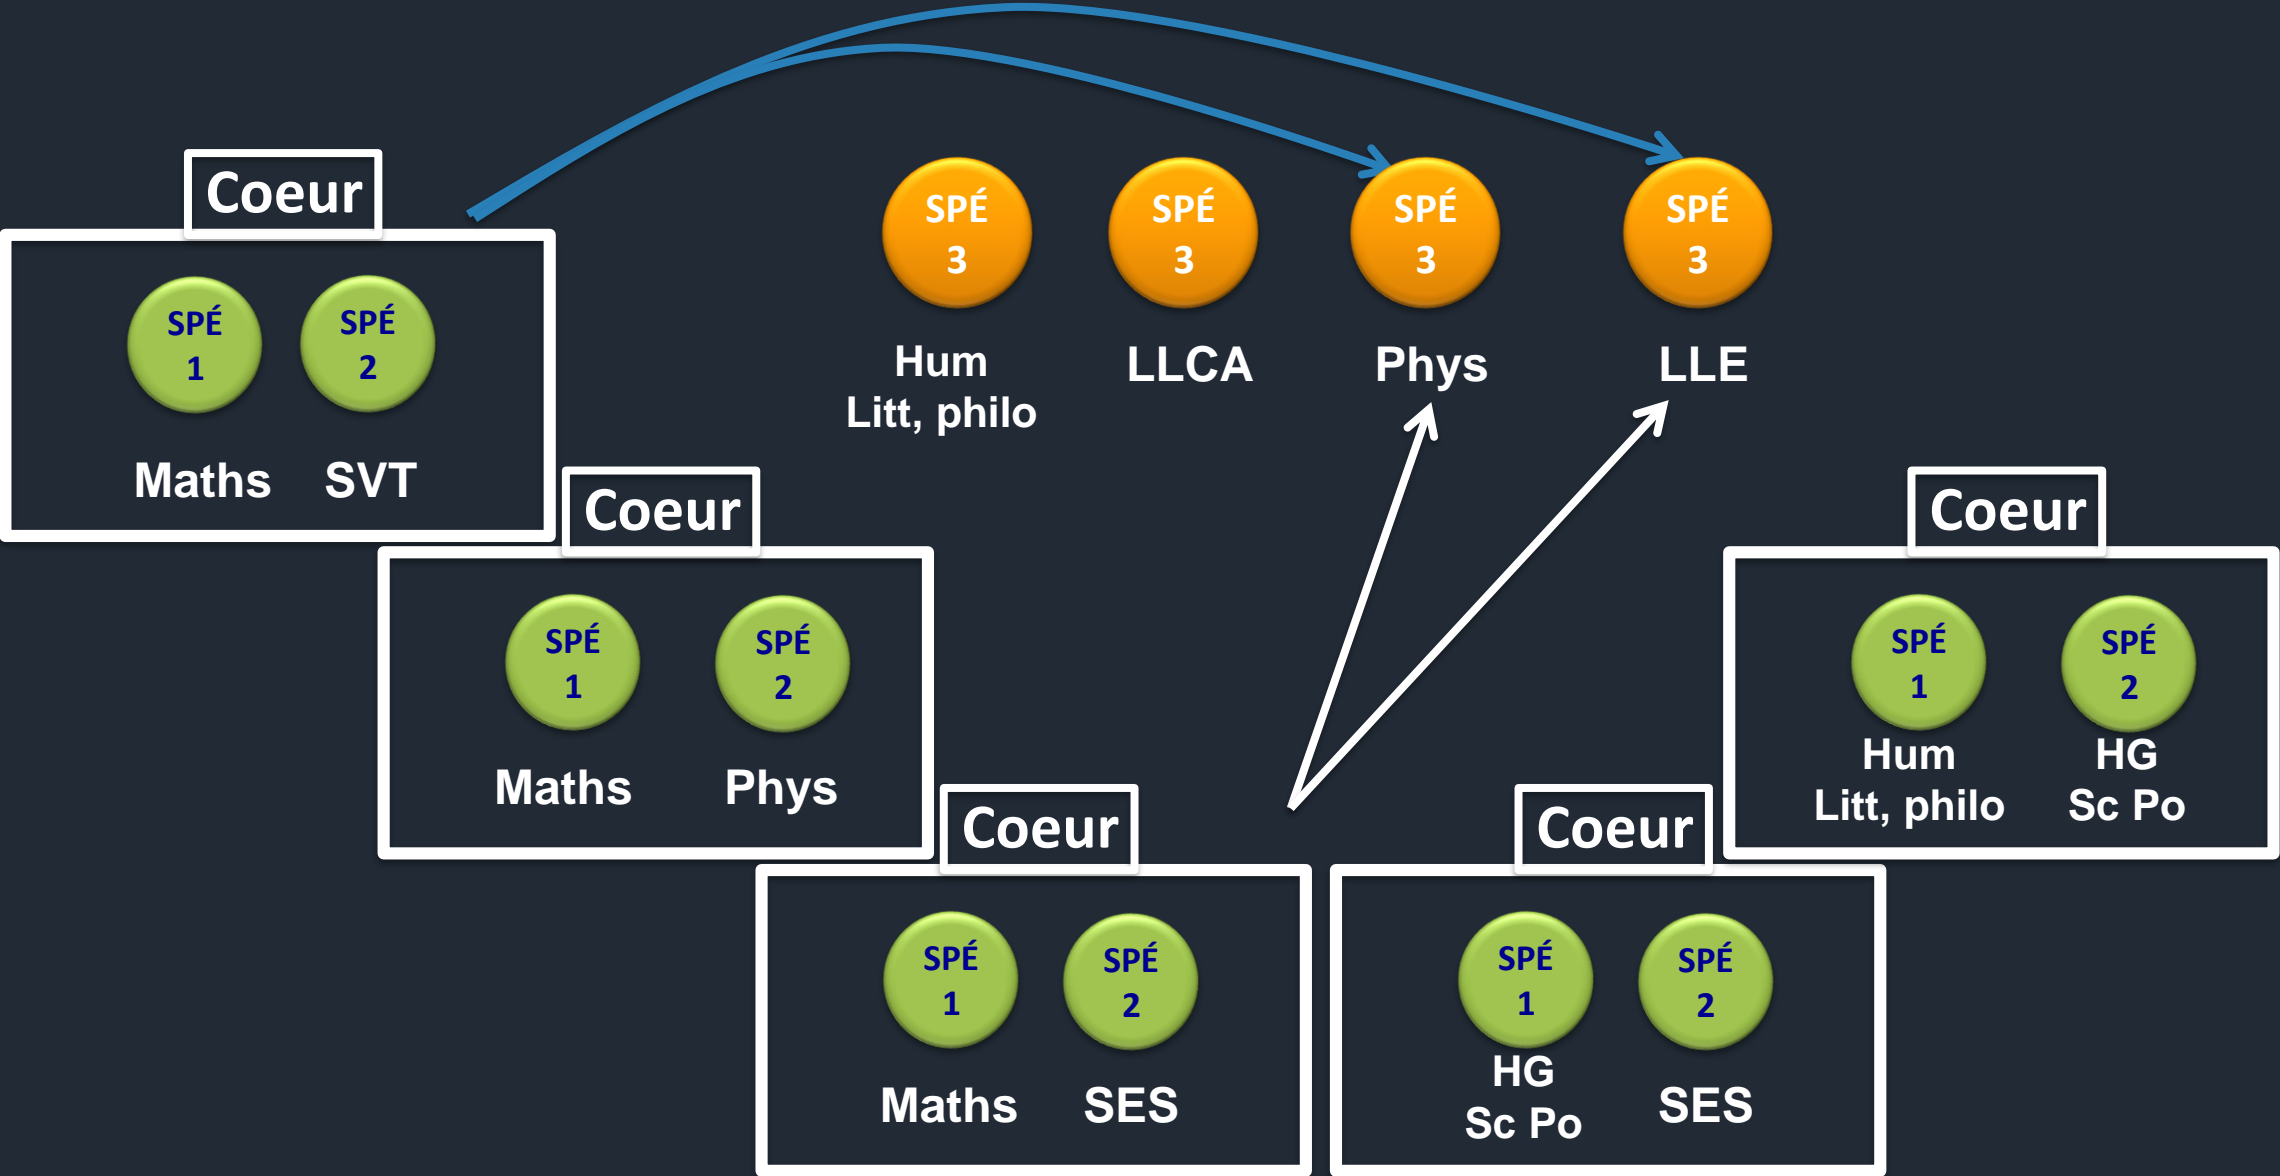 Coeur
SPÉ
1
SPÉ
2
Maths SVT
SPÉ
3
SPÉ
3
SPÉ
3
SPÉ
3
Hum
Litt, philo
LLCA
Phys
LLE
Coeur
SPÉ
1
SPÉ
2
Maths Phys
Coeur
SPÉ
1
SPÉ
2
Maths SES
Coeur
SPÉ
1
SPÉ
2
HG
Sc Po
SES
Coeur
SPÉ
1
SPÉ
2
Hum
Litt, philo
HG
Sc Po